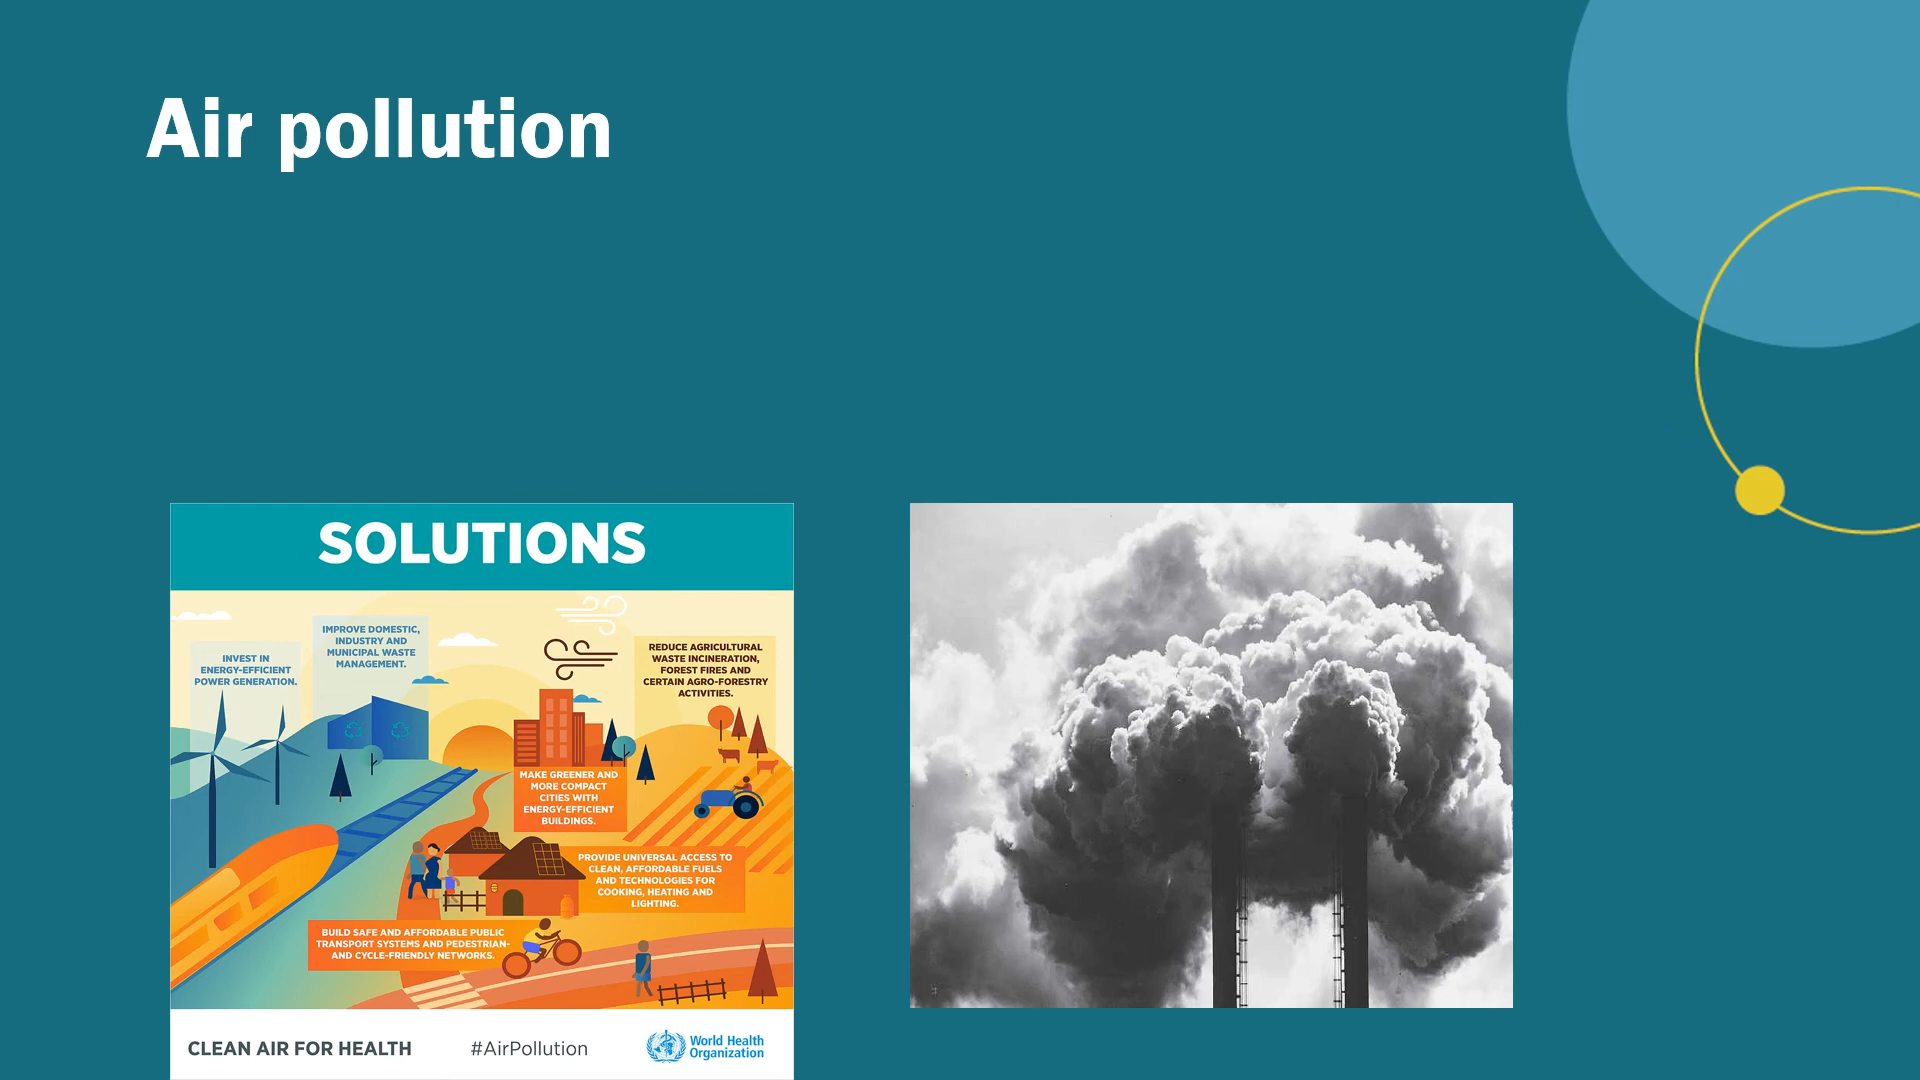 Air pollution
SOLUTIONS
INVEST IN
ENERGY-EFFICIENT
POWER GENERATION.
IMPROVE DOMESTIC,
INDUSTRY AND
MUNICIPAL WASTE
MANAGEMENT.
REDUCE AGRICULTURAL
WASTE INCINERATION,
FOREST FIRES AND
CERTAIN AGRO-FORESTRY
ACTIVITIES.
MAKE GREENER AND
MORE COMPACT
CITIES WITH
ENERGY-EFFICIENT
BUILDINGS.
PROVIDE UNIVERSAL ACCESS TO
CLEAN, AFFORDABLE FUELS
AND TECHNOLOGIES FOR
COOKING, HEATING AND
LIGHTING.
BUILD SAFE AND AFFORDABLE PUBLIC
TRANSPORT SYSTEMS AND PEDESTRIAN-
AND CYCLE-FRIENDLY NETWORKS.
CLEAN AIR FOR HEALTH
#AirPollution
World Health
Organization